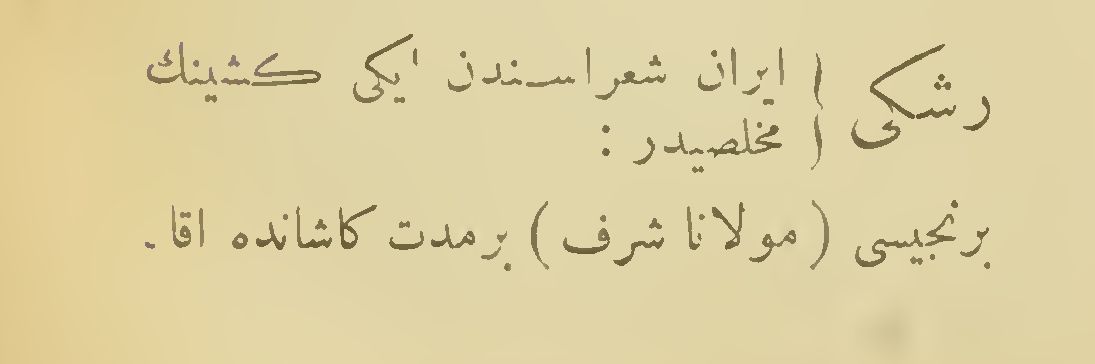 رشکی { ایران شعراسندن ایکی کشینك
مخلصیدر :
برنجیسی ( مولانا شرف ) برمدت کاشانده اقا-